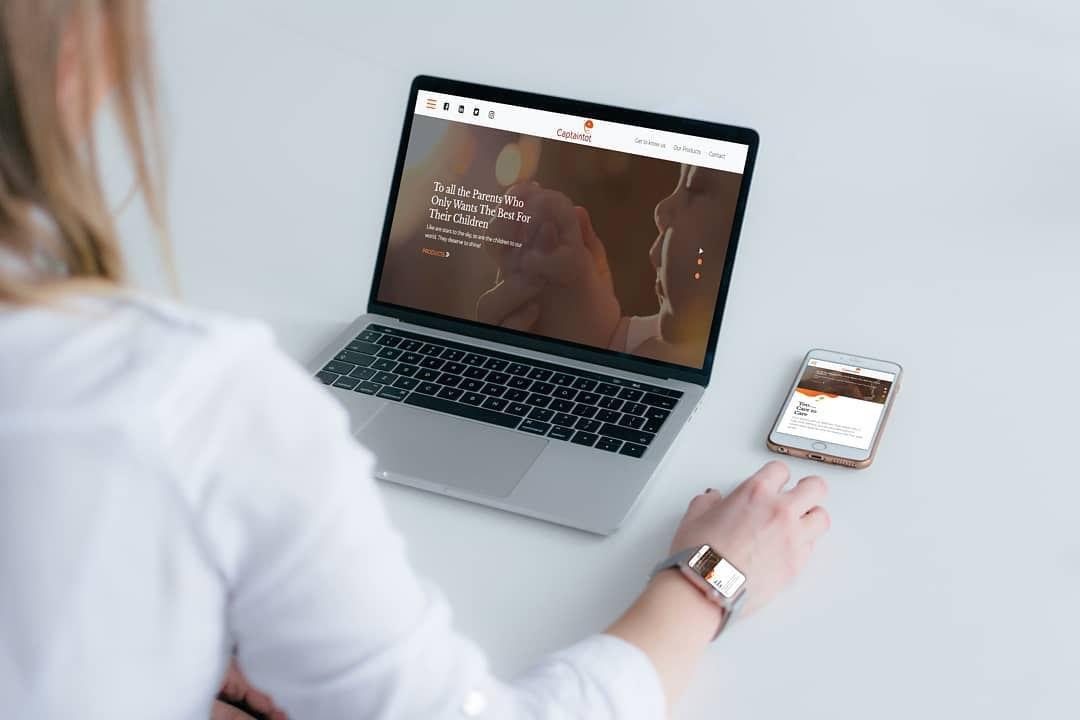 Captaintot
Get to know us Our Products Contact
To all the Parents Who
Only Wants The Best For
Their Children
Like are stars to the sky, so are the children to our
world. They deserve to shine!
PRODUCTS
Care to
Care